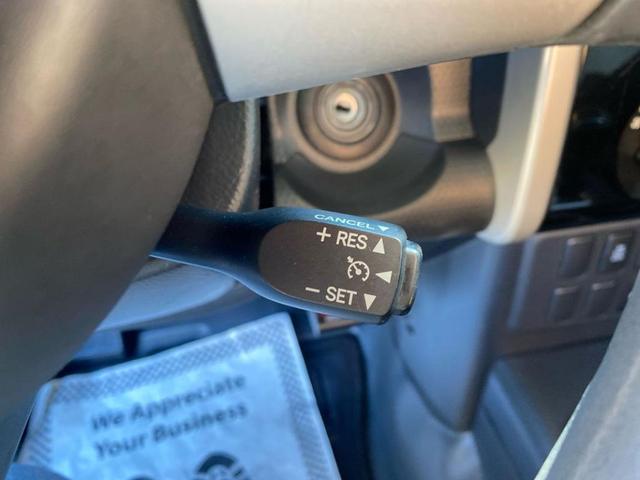 CANCEL ▼
+ RES ▲
◀
− SET ▼
We Appreciate
Your Business